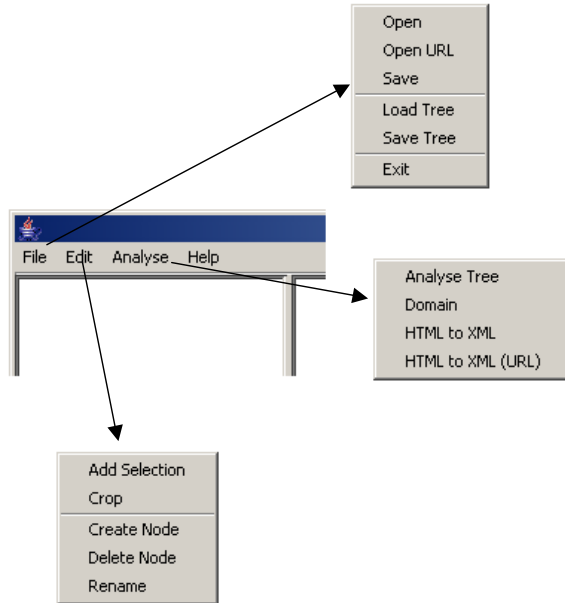 Open
Open URL
Save
Load Tree
Save Tree
Exit
File Edit Analyse Help
Analyse Tree
Domain
HTML to XML
HTML to XML (URL)
Add Selection
Crop
Create Node
Delete Node
Rename